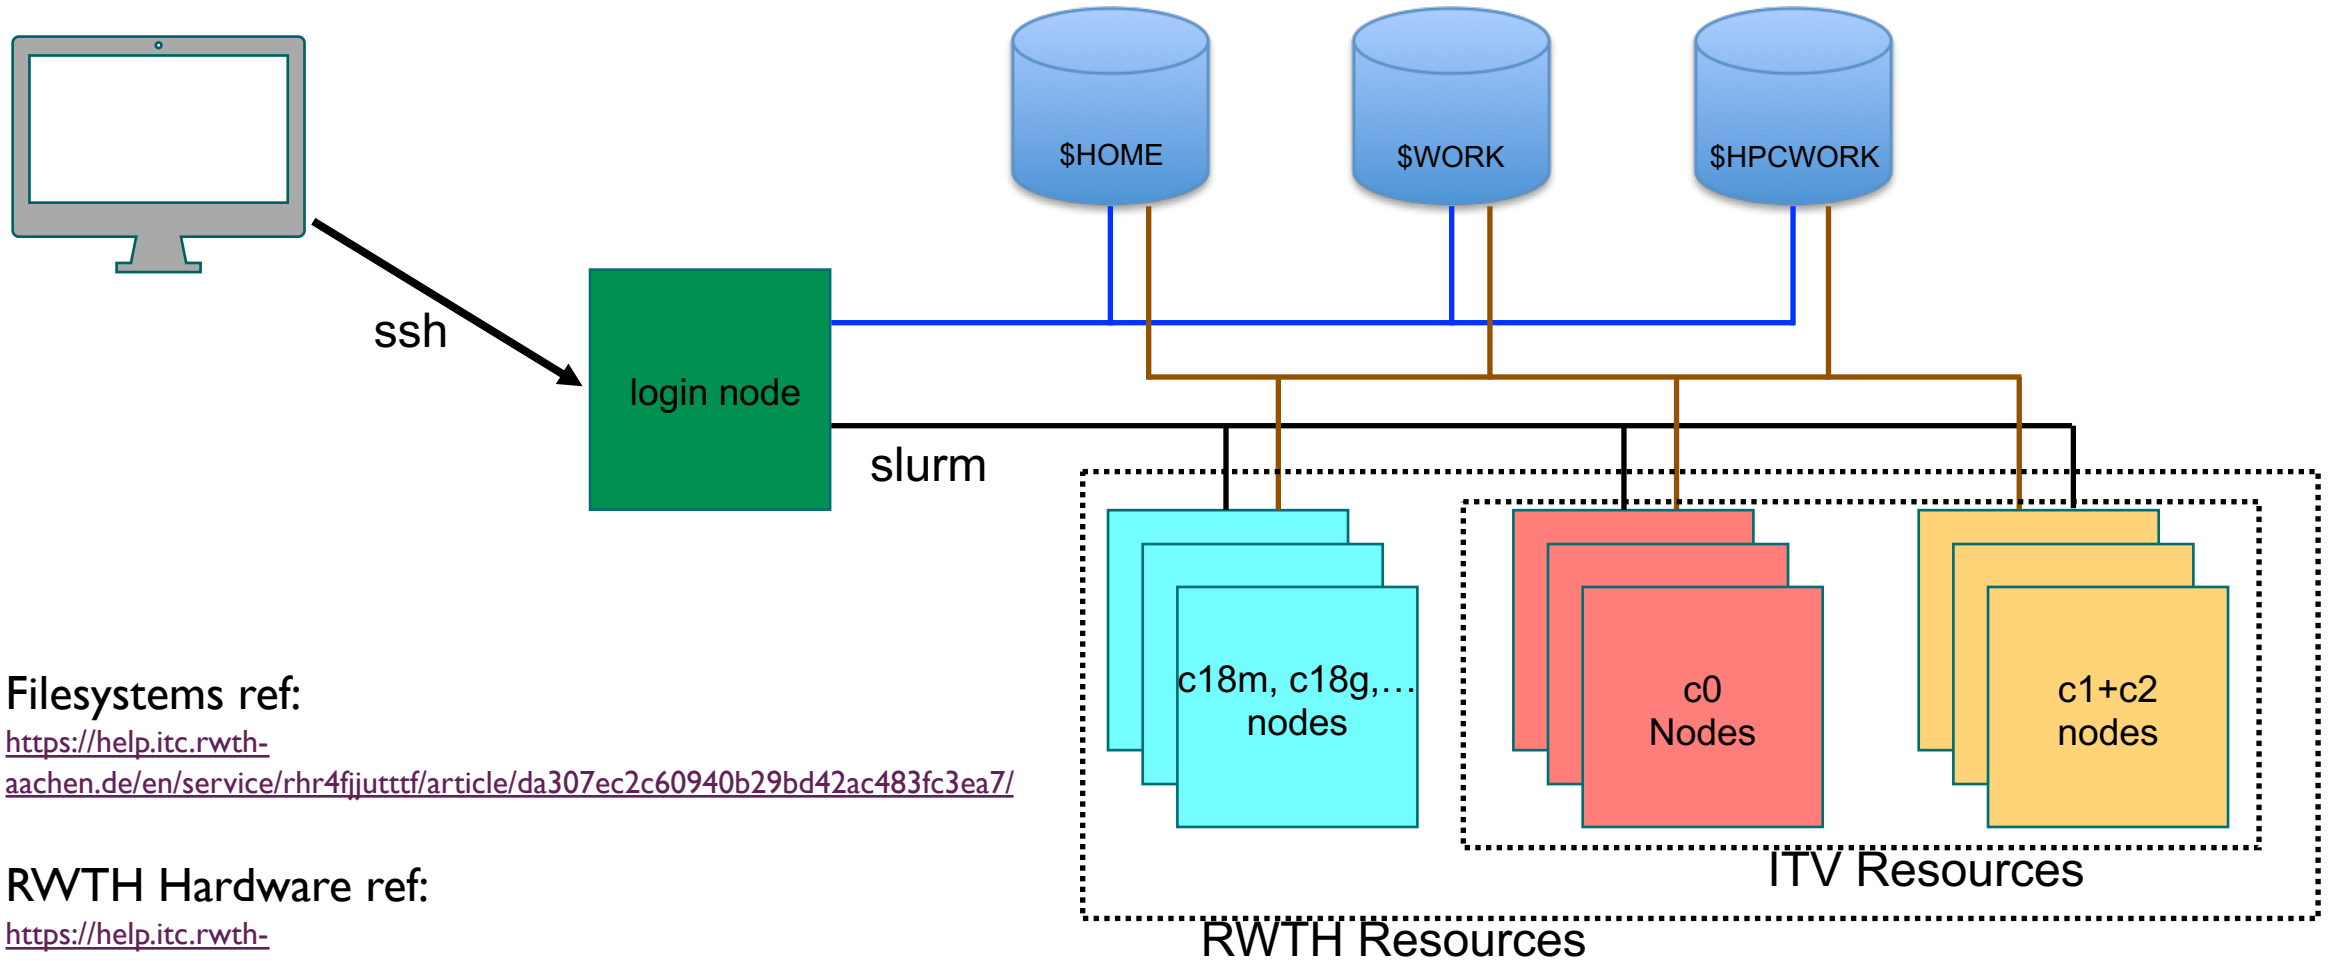 $HOME
$WORK
$HPCWORK
ssh
login node
slurm
c18m, c18g,...
nodes
c0
Nodes
c1+c2
nodes
ITV Resources
RWTH Resources
Filesystems ref:
https://help.itc.rwth-
aachen.de/en/service/rhr4fjjutttf/article/da307ec2c60940b29bd42ac483fc3ea7/
RWTH Hardware ref:
https://help.itc.rwth-